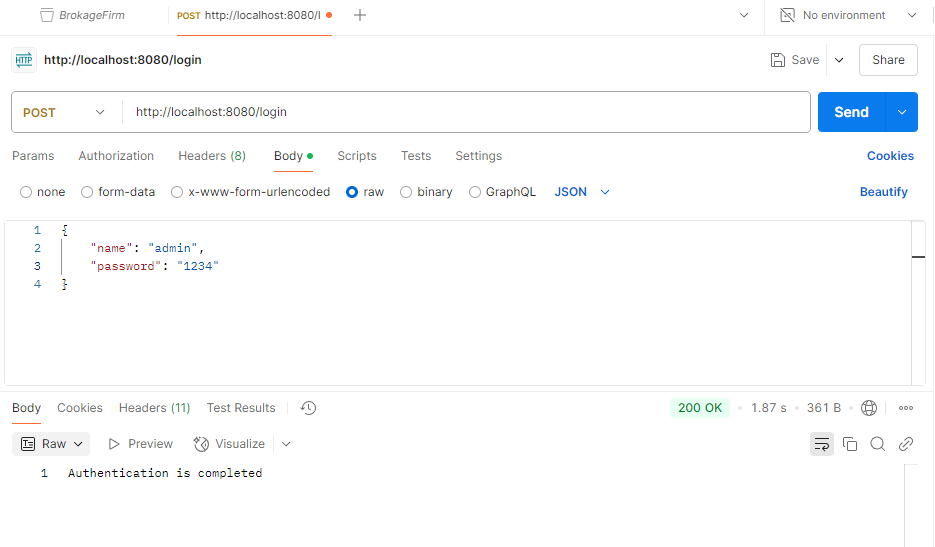 BrokageFirm
POST http://localhost:8080/l
No environment
HTTP http://localhost:8080/login
Save
Share
POST http://localhost:8080/login
Send
Params Authorization Headers (8) Body Scripts Tests Settings Cookies
none form-data x-www-form-urlencoded raw binary GraphQL JSON Beautify
1 {
2 "name": "admin",
3 "password": "1234"
4 }
Body Cookies Headers (11) Test Results 200 OK 1.87 s 361 B
Raw Preview Visualize
1 Authentication is completed